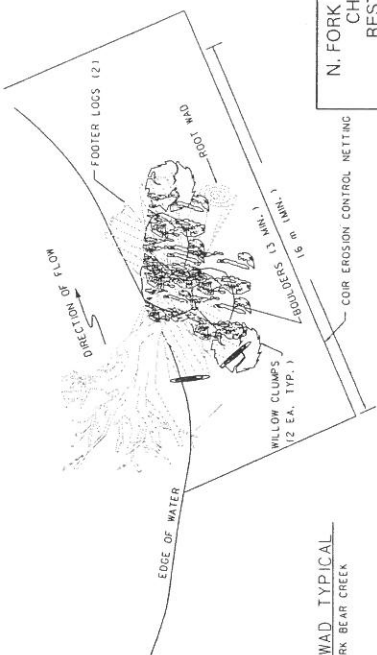 DIRECTION OF FLOW
FOOTER LOGS (2)
ROOT WAD
EDGE OF WATER
WILLOW CLUMPS
(2 EA. TYP.)
BOULDERS (3 MIN.)
16 m (MIN.)
COIR EROSION CONTROL NETTING
WAD TYPICAL
RK BEAR CREEK
N. FORK
CH
REST